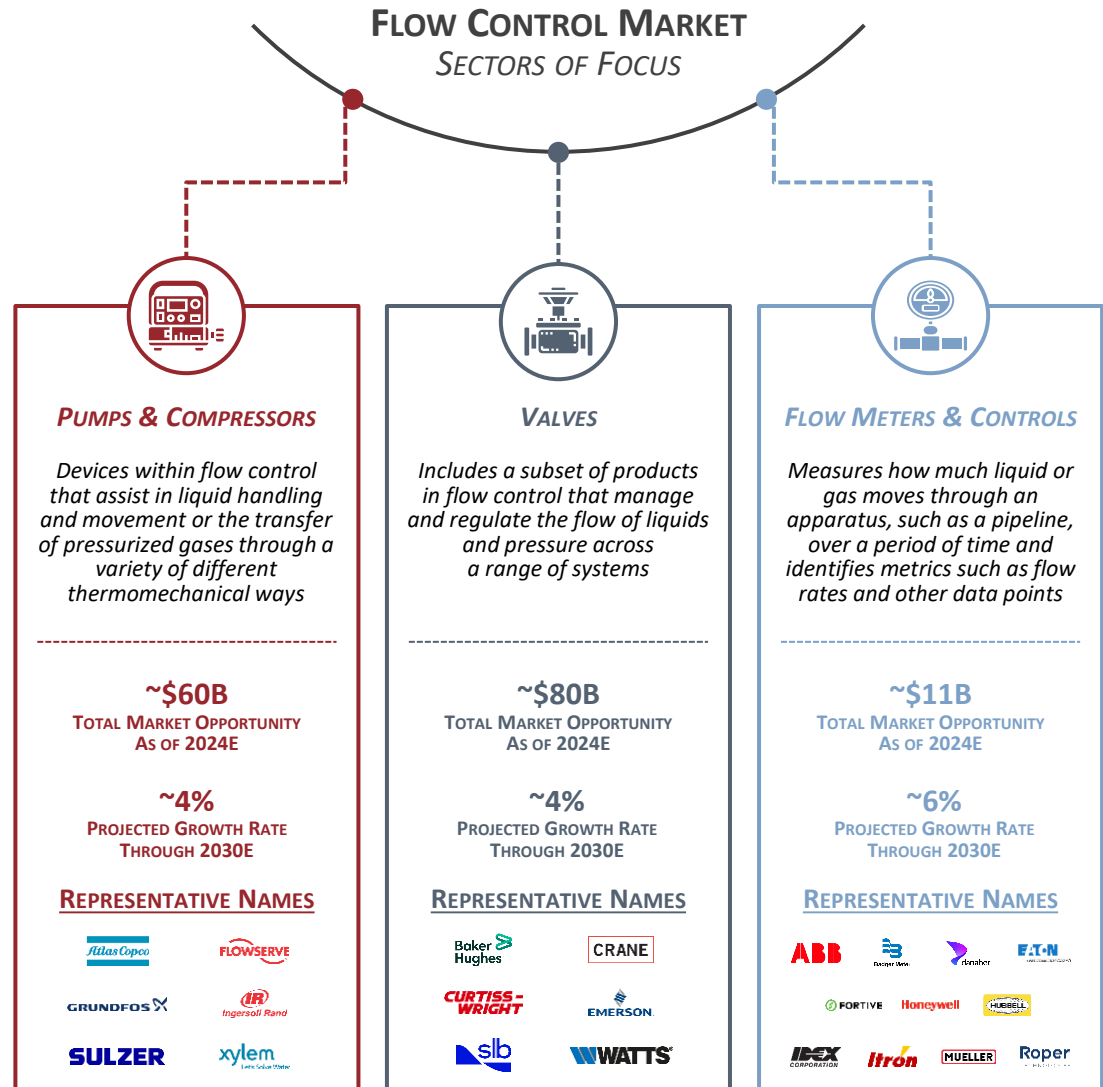 FLOW CONTROL MARKET
SECTORS OF FOCUS
PUMPS & COMPRESSORS
Devices within flow control
that assist in liquid handling
and movement or the transfer
of pressurized gases through a
variety of different
thermomechanical ways
~$60B
TOTAL MARKET OPPORTUNITY
AS OF 2024E
~4%
PROJECTED GROWTH RATE
THROUGH 2030E
REPRESENTATIVE NAMES
Atlas Copco
FLOWSERVE
GRUNDFOS
IR
Ingersoll Rand
SULZER
xylem
Let's Solve Water
VALVES
Includes a subset of products
in flow control that manage
and regulate the flow of liquids
and pressure across
a range of systems
~$80B
TOTAL MARKET OPPORTUNITY
AS OF 2024E
~4%
PROJECTED GROWTH RATE
THROUGH 2030E
REPRESENTATIVE NAMES
Baker
Hughes
CRANE
CURTISS-
WRIGHT
EMERSON
slb
WATTS
FLOW METERS & CONTROLS
Measures how much liquid or
gas moves through an
apparatus, such as a pipeline,
over a period of time and
identifies metrics such as flow
rates and other data points
~$11B
TOTAL MARKET OPPORTUNITY
AS OF 2024E
~6%
PROJECTED GROWTH RATE
THROUGH 2030E
REPRESENTATIVE NAMES
ABB
Badger Meter
danaher
EATON
FORTIVE
Honeywell
HUBBELL
IDEX
CORPORATION
Itrón
MUELLER
Roper
TECHNOLOGIES